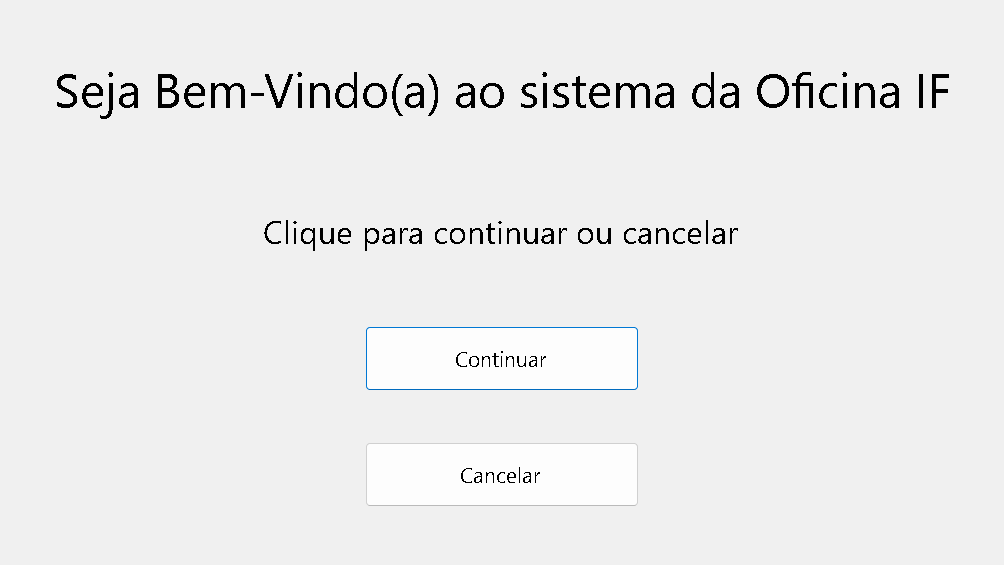 Seja Bem-Vindo(a) ao sistema da Oficina IF
Clique para continuar ou cancelar
Continuar
Cancelar